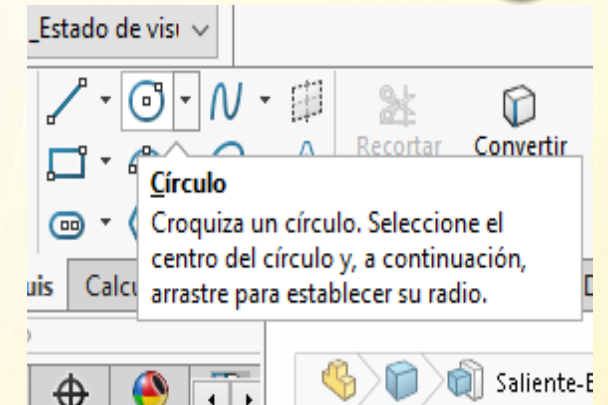 _Estado de visı
Recortar Convertir
Círculo
Croquiza un círculo. Seleccione el
centro del círculo y, a continuación,
arrastre para establecer su radio.
uis Calcu
Saliente-E